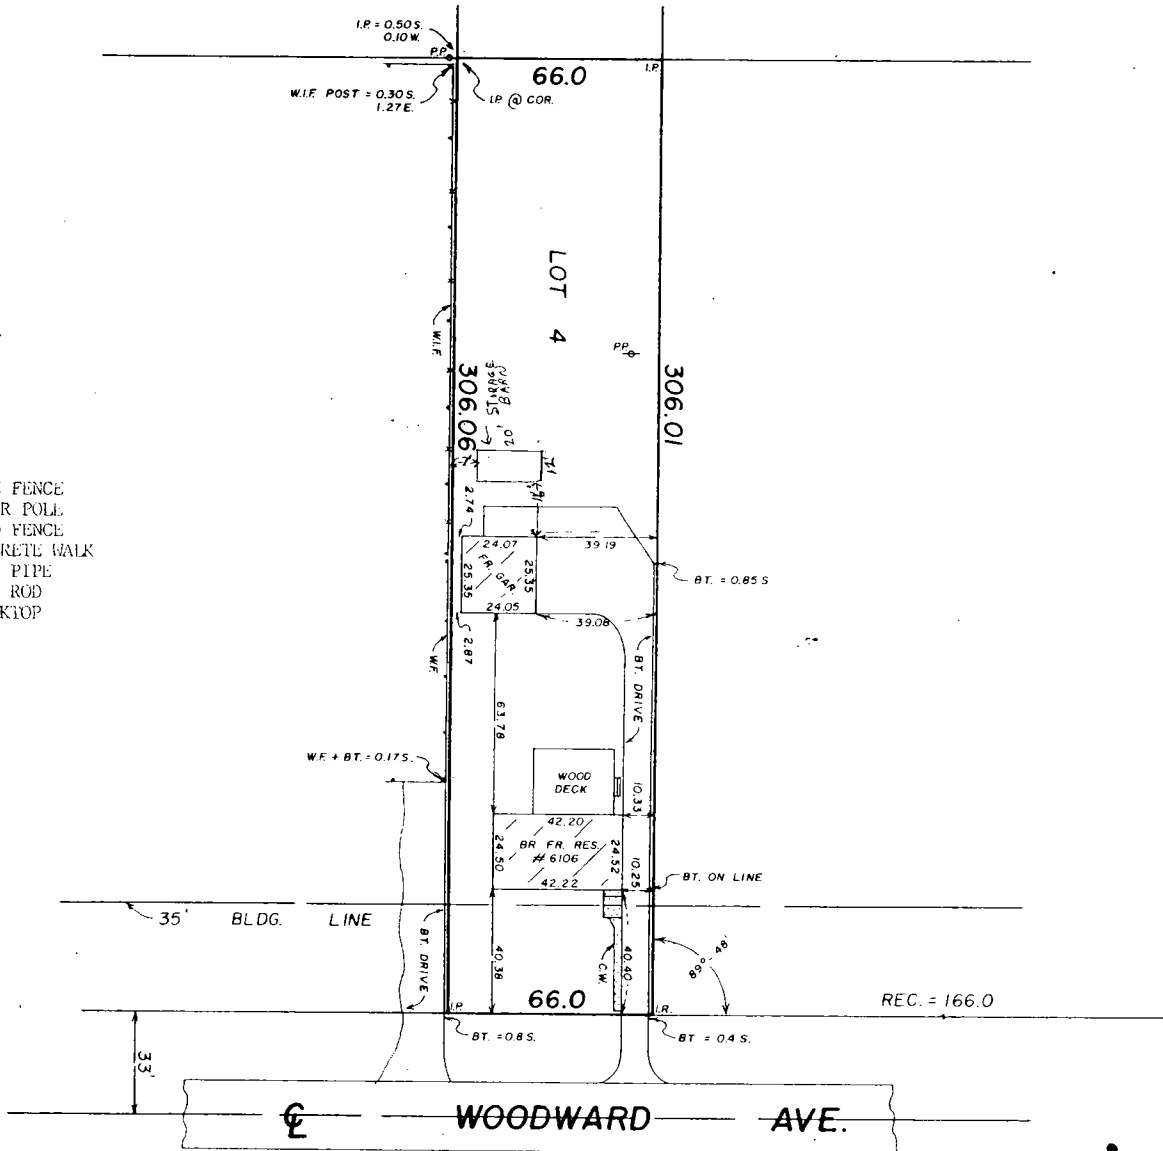 I.P. = 0.50 S.
0.10 W.
P.P.
66.0
I.P.
W.I.F. POST = 0.30 S.
1.27 E.
I.P. @ COR.
LOT 4
P.P.
W.I.F.
306.06
306.01
STORAGE
BARN
20'
12'
7'
FENCE
R POLE
FENCE
RETE WALK
PIPE
ROD
KTOP
2.74
24.07
39.19
25.35
FR. GAR.
25.35
BT. = 0.85 S
24.05
39.08
2.87
W.F.
BT. DRIVE
63.78
W.F. + BT. = 0.17 S.
WOOD
DECK
10.33
42.20
24.50
BR FR. RES.
# 6106
24.52
10.25
42.22
BT. ON LINE
35' BLDG. LINE
BT. DRIVE
40.38
C.W.
40.40
89°-48'
I.P.
66.0
I.R.
REC. = 166.0
BT. = 0.8 S.
BT = 0.4 S.
33'
℄ WOODWARD AVE.